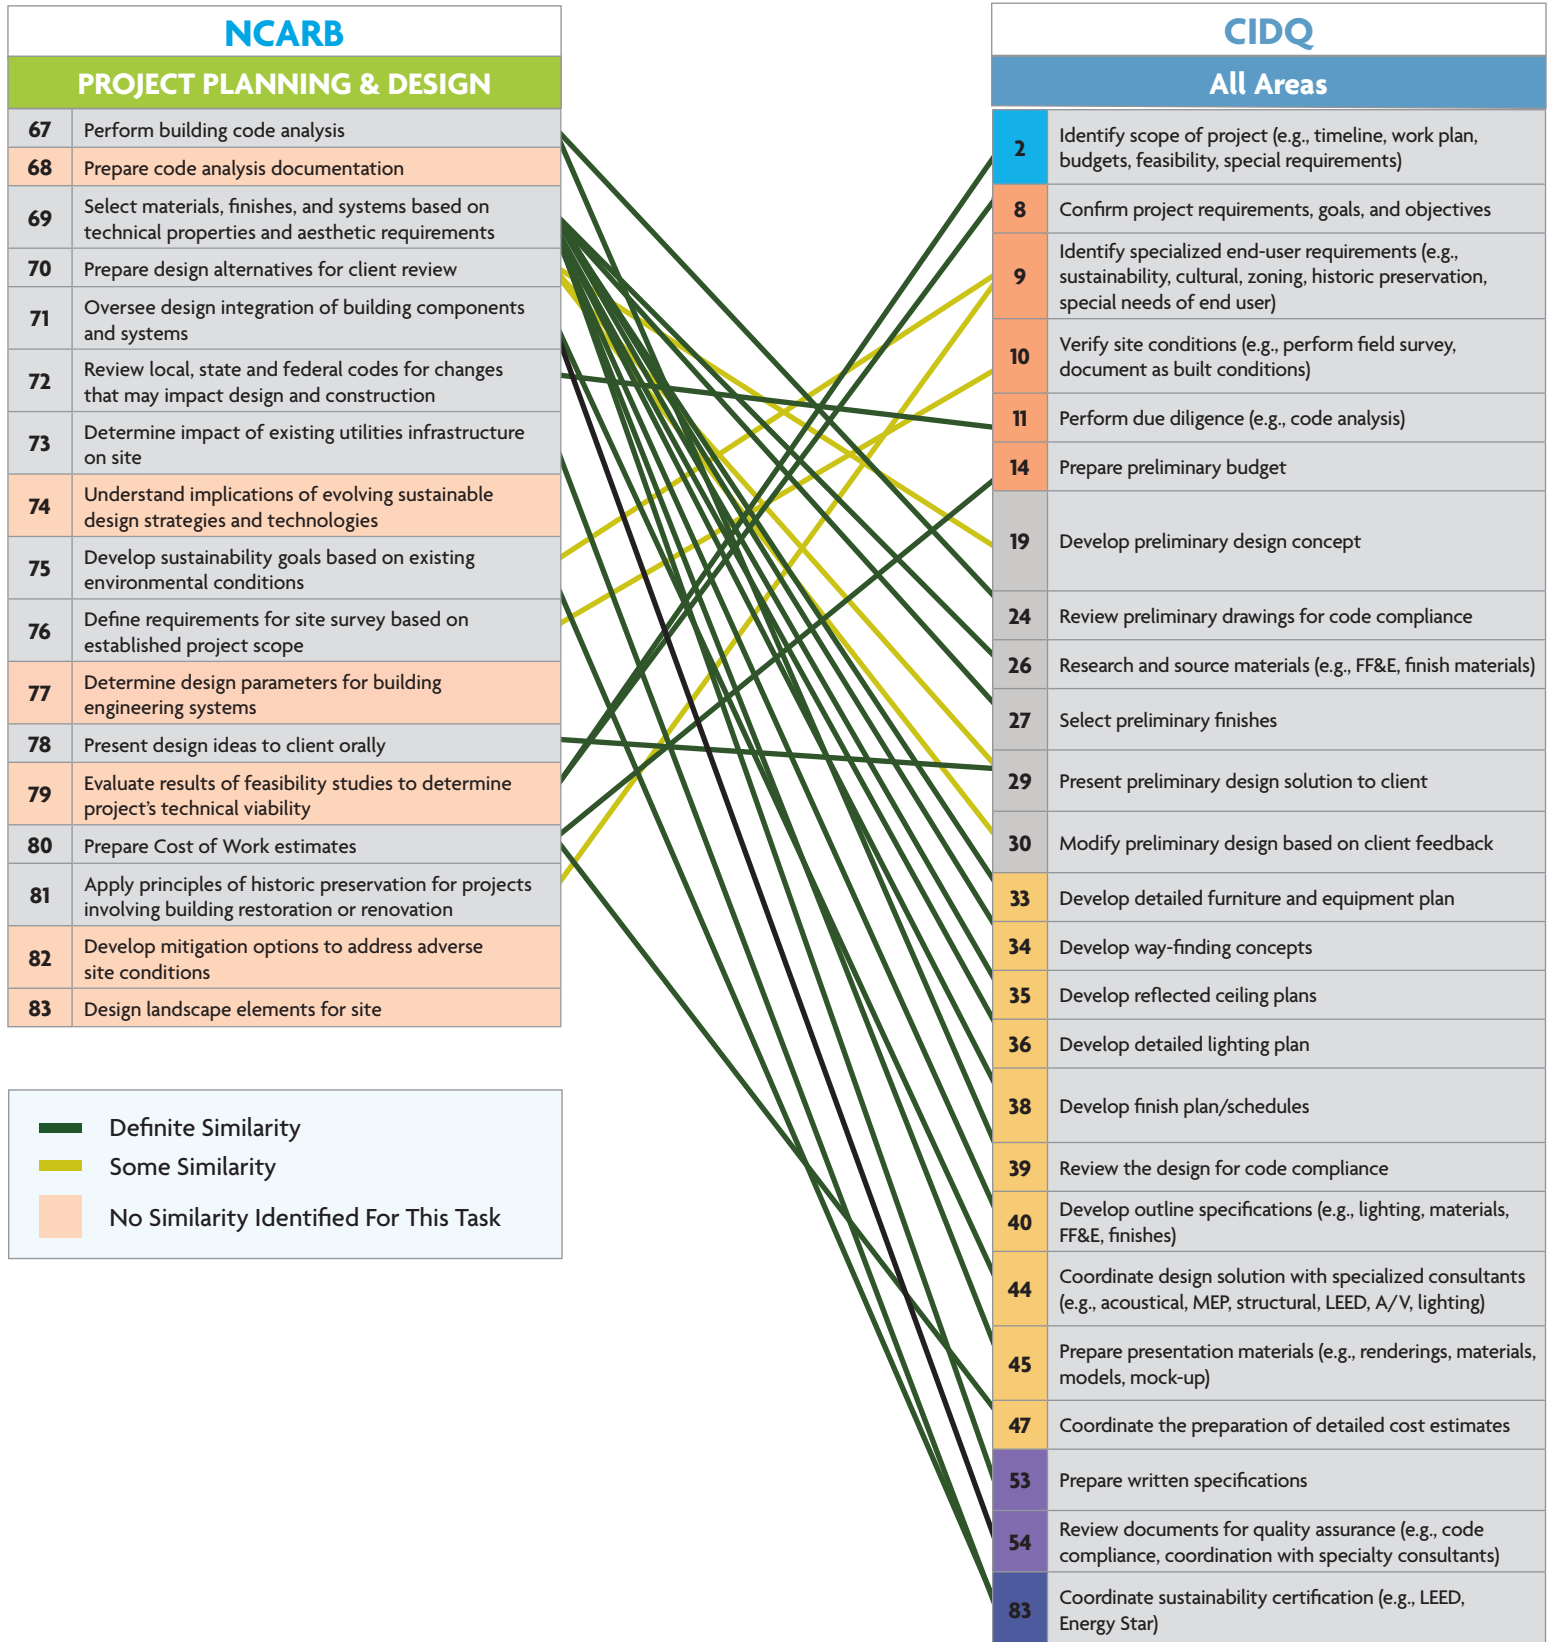 NCARB
PROJECT PLANNING & DESIGN
67 Perform building code analysis
68 Prepare code analysis documentation
69 Select materials, finishes, and systems based on
technical properties and aesthetic requirements
70 Prepare design alternatives for client review
71 Oversee design integration of building components
and systems
72 Review local, state and federal codes for changes
that may impact design and construction
73 Determine impact of existing utilities infrastructure
on site
74 Understand implications of evolving sustainable
design strategies and technologies
75 Develop sustainability goals based on existing
environmental conditions
76 Define requirements for site survey based on
established project scope
77 Determine design parameters for building
engineering systems
78 Present design ideas to client orally
79 Evaluate results of feasibility studies to determine
project's technical viability
80 Prepare Cost of Work estimates
81 Apply principles of historic preservation for projects
involving building restoration or renovation
82 Develop mitigation options to address adverse
site conditions
83 Design landscape elements for site
Definite Similarity
Some Similarity
No Similarity Identified For This Task
CIDQ
All Areas
2 Identify scope of project (e.g., timeline, work plan,
budgets, feasibility, special requirements)
8 Confirm project requirements, goals, and objectives
9 Identify specialized end-user requirements (e.g.,
sustainability, cultural, zoning, historic preservation,
special needs of end user)
10 Verify site conditions (e.g., perform field survey,
document as built conditions)
11 Perform due diligence (e.g., code analysis)
14 Prepare preliminary budget
19 Develop preliminary design concept
24 Review preliminary drawings for code compliance
26 Research and source materials (e.g., FF&E, finish materials)
27 Select preliminary finishes
29 Present preliminary design solution to client
30 Modify preliminary design based on client feedback
33 Develop detailed furniture and equipment plan
34 Develop way-finding concepts
35 Develop reflected ceiling plans
36 Develop detailed lighting plan
38 Develop finish plan/schedules
39 Review the design for code compliance
40 Develop outline specifications (e.g., lighting, materials,
FF&E, finishes)
44 Coordinate design solution with specialized consultants
(e.g., acoustical, MEP, structural, LEED, A/V, lighting)
45 Prepare presentation materials (e.g., renderings, materials,
models, mock-up)
47 Coordinate the preparation of detailed cost estimates
53 Prepare written specifications
54 Review documents for quality assurance (e.g., code
compliance, coordination with specialty consultants)
83 Coordinate sustainability certification (e.g., LEED,
Energy Star)